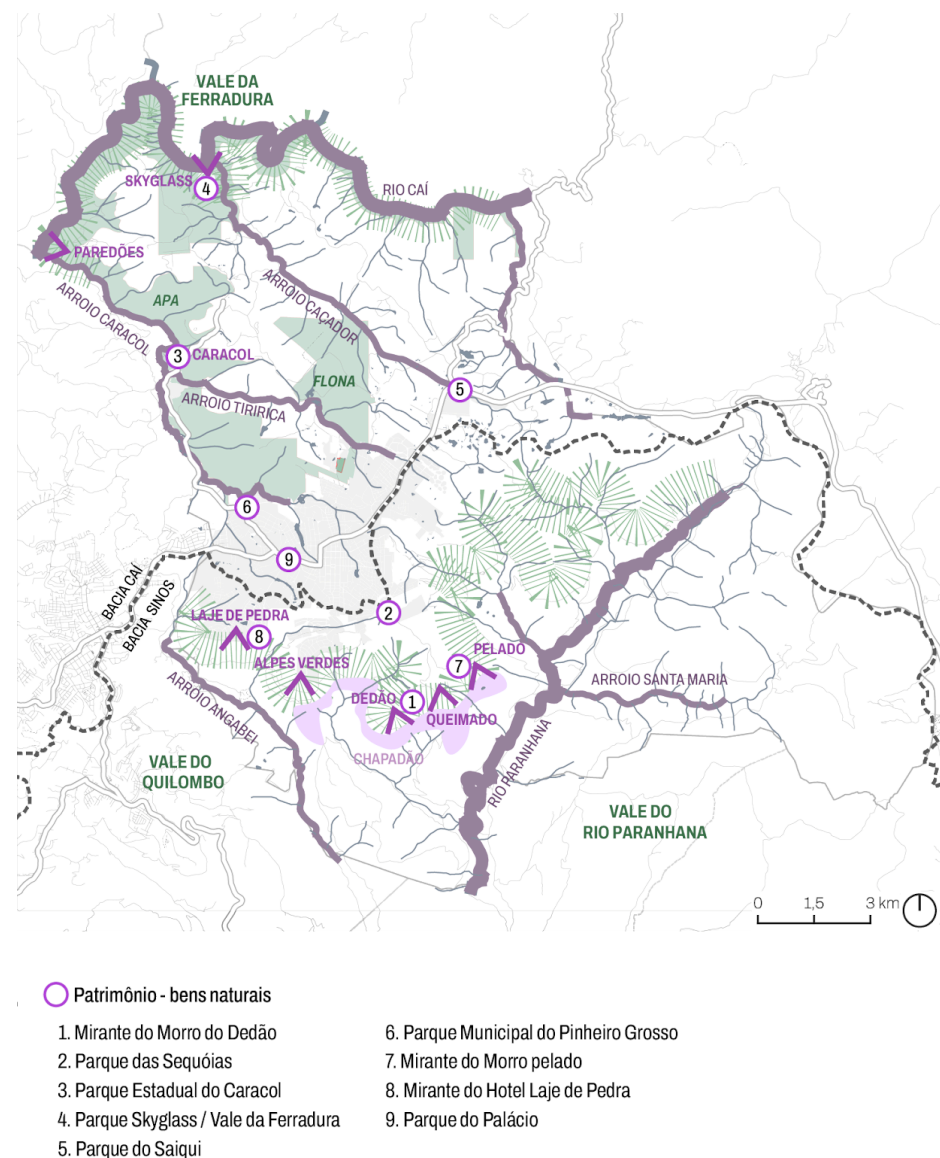 VALE DA
FERRADURA
SKYGLASS
4
RIO CAÍ
PAREDÕES
APA
ARROIO CARACOL
ARROIO CAÇADOR
3
CARACOL
FLONA
5
ARROIO TIRIRICA
6
9
BACIA CAÍ
BACIA SINOS
2
LAJE DE PEDRA
8
ALPES VERDES
7
PELADO
ARROIO SANTA MARIA
DEDÃO
1
QUEIMADO
ARROIO ANGABEI
CHAPADÃO
RIO PARANHANA
VALE DO
QUILOMBO
VALE DO
RIO PARANHANA
0 1,5 3 km
Patrimônio - bens naturais
1. Mirante do Morro do Dedão
2. Parque das Sequóias
3. Parque Estadual do Caracol
4. Parque Skyglass / Vale da Ferradura
5. Parque do Saiqui
6. Parque Municipal do Pinheiro Grosso
7. Mirante do Morro pelado
8. Mirante do Hotel Laje de Pedra
9. Parque do Palácio